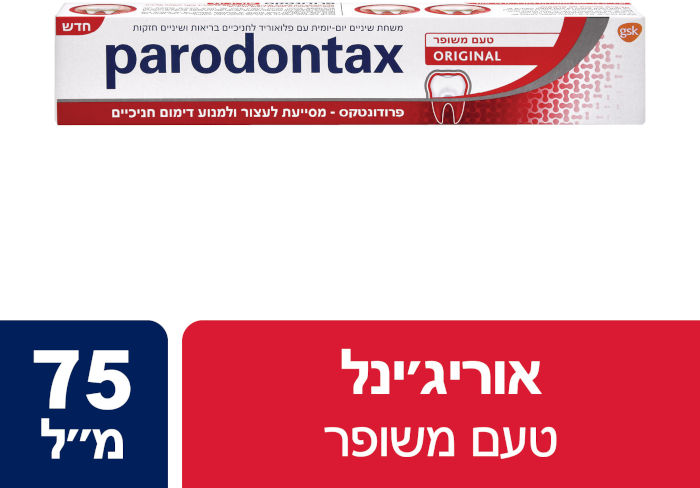 חדש
משחת שיניים יום-יומית עם פלואוריד לחניכיים בריאות ושיניים חזקות
parodontax
טעם משופר
ORIGINAL
gsk
פרודונטקס - מסייעת לעצור ולמנוע דימום חניכיים
אוריג׳ינל
טעם משופר
75
מ״ל